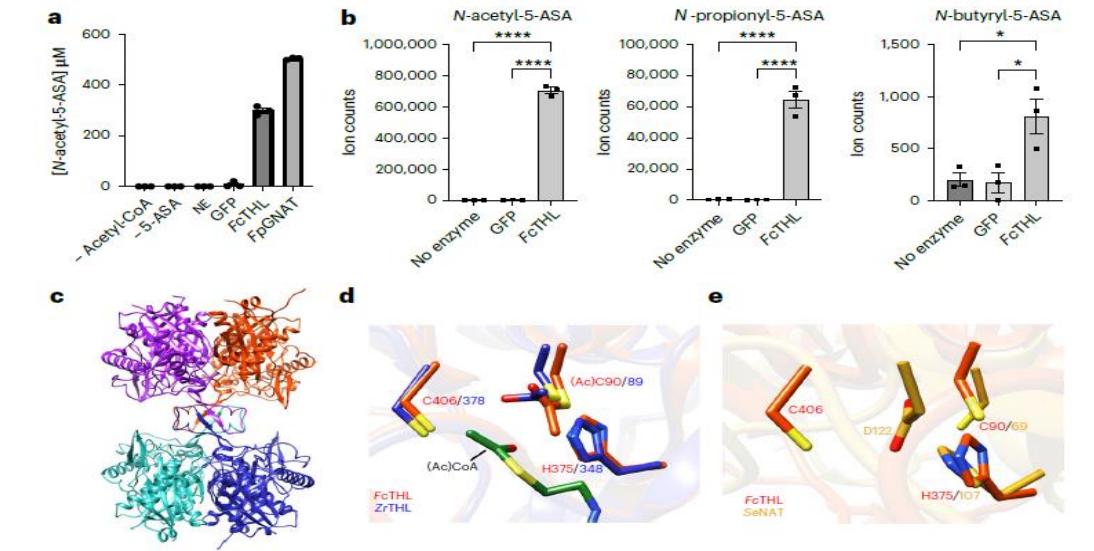 a
[N-acetyl-5-ASA] μM
600
400
200
0
– Acetyl-CoA
– 5-ASA
NE
GFP
FcTHL
FpGNAT
b
N-acetyl-5-ASA
Ion counts
1,000,000
800,000
600,000
400,000
200,000
0
****
****
No enzyme
GFP
FcTHL
N-propionyl-5-ASA
Ion counts
100,000
80,000
60,000
40,000
20,000
0
****
****
No enzyme
GFP
FcTHL
N-butyryl-5-ASA
Ion counts
1,500
1,000
500
0
*
*
No enzyme
GFP
FcTHL
c
d
(Ac)C90/89
C406/378
(Ac)CoA
H375/348
FcTHL
ZrTHL
e
C406
D122
C90/69
H375/107
FcTHL
SeNAT